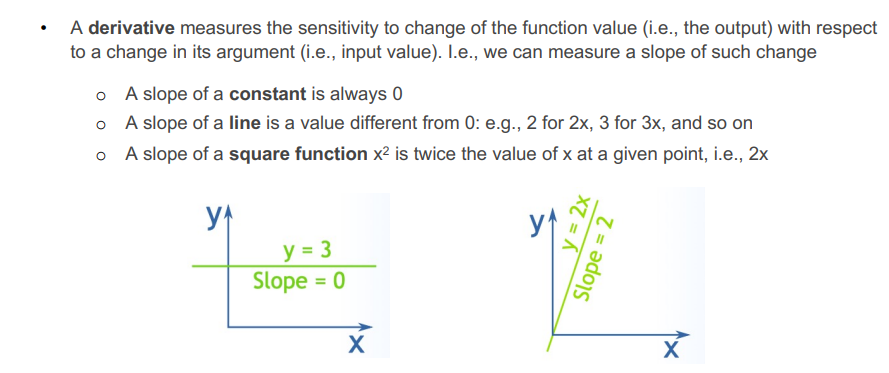 • A derivative measures the sensitivity to change of the function value (i.e., the output) with respect
to a change in its argument (i.e., input value). I.e., we can measure a slope of such change
o A slope of a constant is always 0
o A slope of a line is a value different from 0: e.g., 2 for 2x, 3 for 3x, and so on
o A slope of a square function x² is twice the value of x at a given point, i.e., 2x
y
y = 3
Slope = 0
x
y
y = 2x
Slope = 2
x